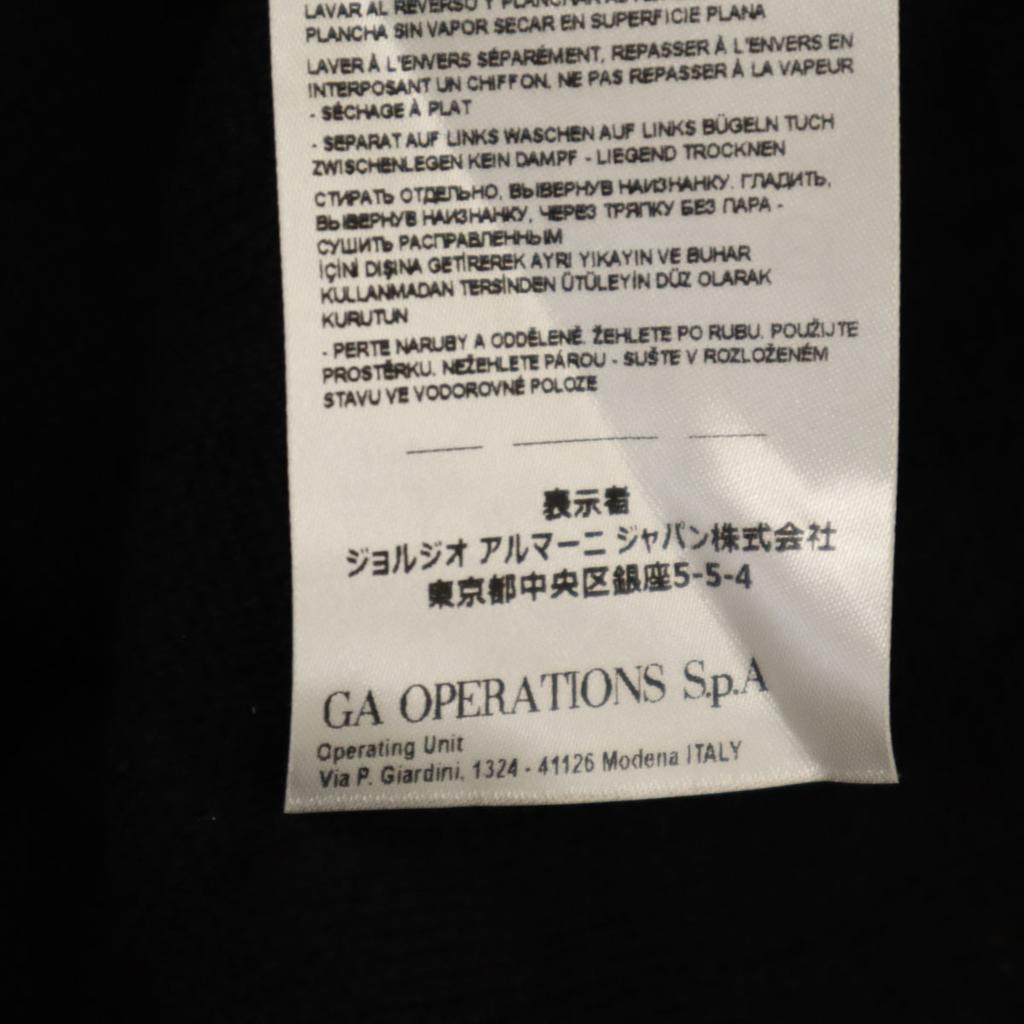 LAVAR AL REVERSO Y PLANCHAR
PLANCHA SIN VAPOR SECAR EN SUPERFICIE PLANA
LAVER À L'ENVERS SÉPARÉMENT, REPASSER À L'ENVERS EN
INTERPOSANT UN CHIFFON, NE PAS REPASSER À LA VAPEUR
- SÉCHAGE À PLAT
- SEPARAT AUF LINKS WASCHEN AUF LINKS BÜGELN TUCH
ZWISCHENLEGEN KEIN DAMPF - LIEGEND TROCKNEN
СТИРАТЬ ОТДЕЛЬНО, ВЫВЕРНУВ НАИЗНАНКУ. ГЛАДИТЬ,
ВЫВЕРНУВ НАИЗНАНКУ, ЧЕРЕЗ ТРЯПКУ БЕЗ ПАРА -
СУШИТЬ РАСПРАВЛЕННЫМ
İÇİNİ DIŞINA GETİREREK AYRI YIKAYIN VE BUHAR
KULLANMADAN TERSİNDEN ÜTÜLEYİN DÜZ OLARAK
KURUTUN
- PERTE NARUBY A ODDĚLENĚ. ŽEHLETE PO RUBU. POUŽIJTE
PROSTĚRKU. NEŽEHLETE PÁROU - SUŠTE V ROZLOŽENÉM
STAVU VE VODOROVNÉ POLOZE
表示者
ジョルジオ アルマーニ ジャパン株式会社
東京都中央区銀座5-5-4
GA OPERATIONS S.p.A
Operating Unit
Via P. Giardini, 1324 - 41126 Modena ITALY